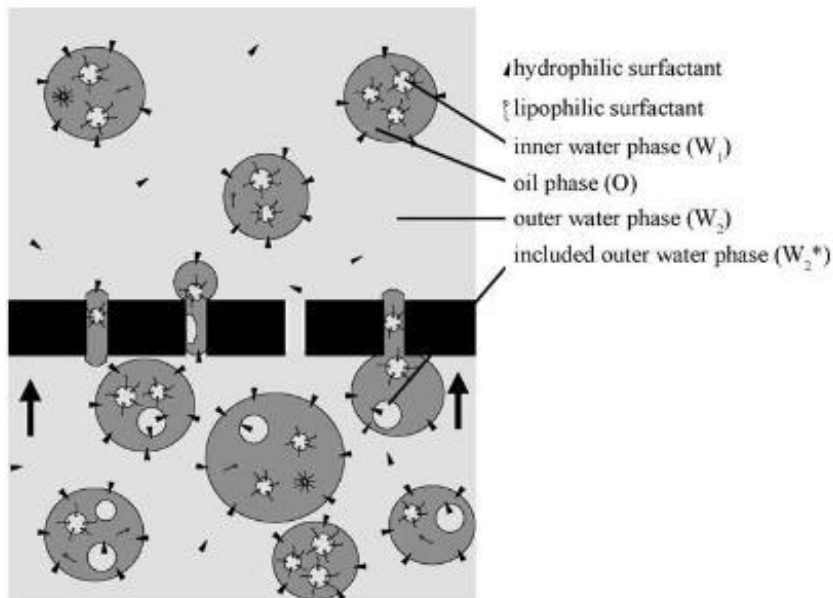 hydrophilic surfactant
lipophilic surfactant
inner water phase (W₁)
oil phase (O)
outer water phase (W₂)
included outer water phase (W₂*)